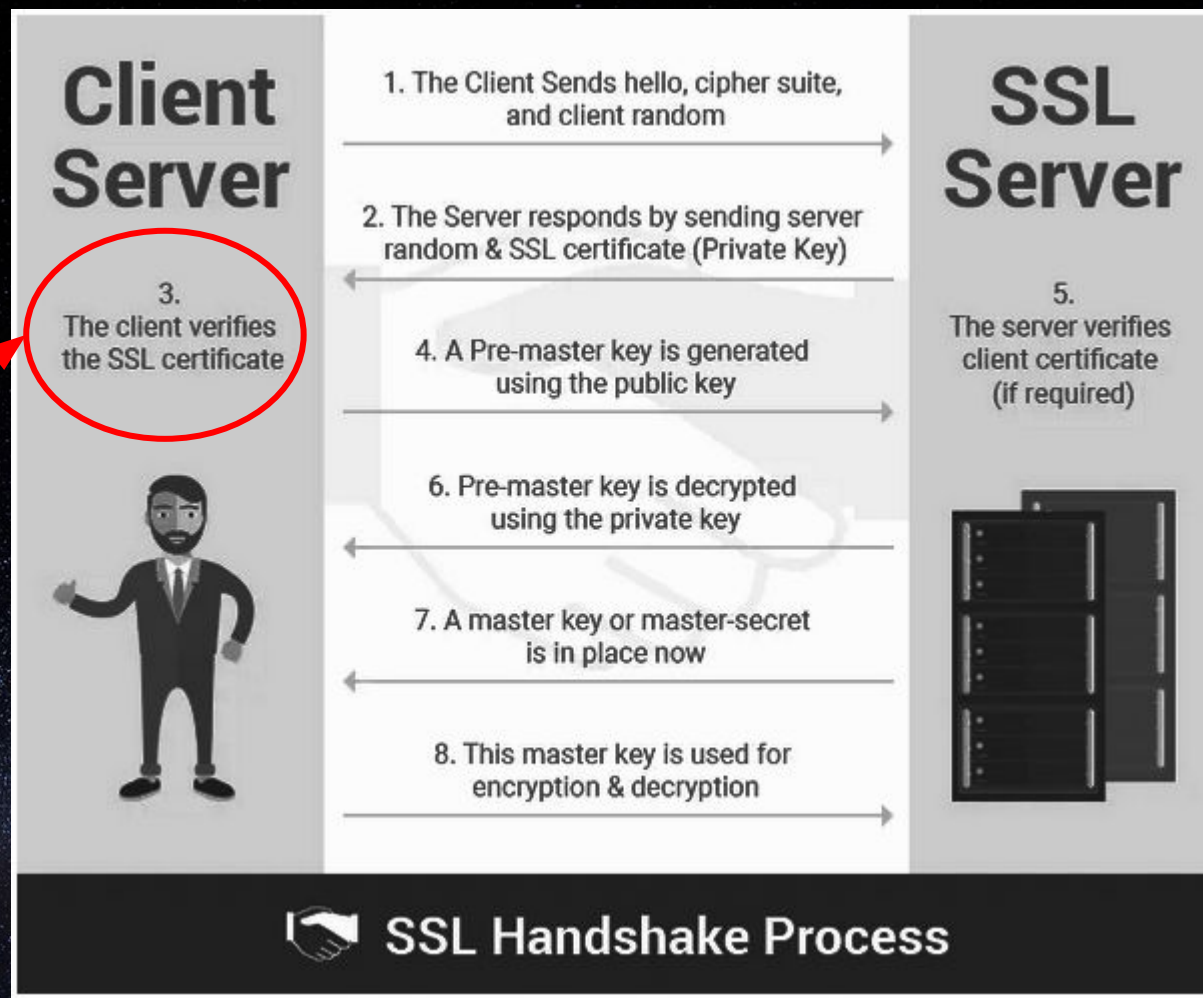 Client
Server
SSL
Server
1. The Client Sends hello, cipher suite,
and client random
2. The Server responds by sending server
random & SSL certificate (Private Key)
3.
The client verifies
the SSL certificate
4. A Pre-master key is generated
using the public key
5.
The server verifies
client certificate
(if required)
6. Pre-master key is decrypted
using the private key
7. A master key or master-secret
is in place now
8. This master key is used for
encryption & decryption
SSL Handshake Process